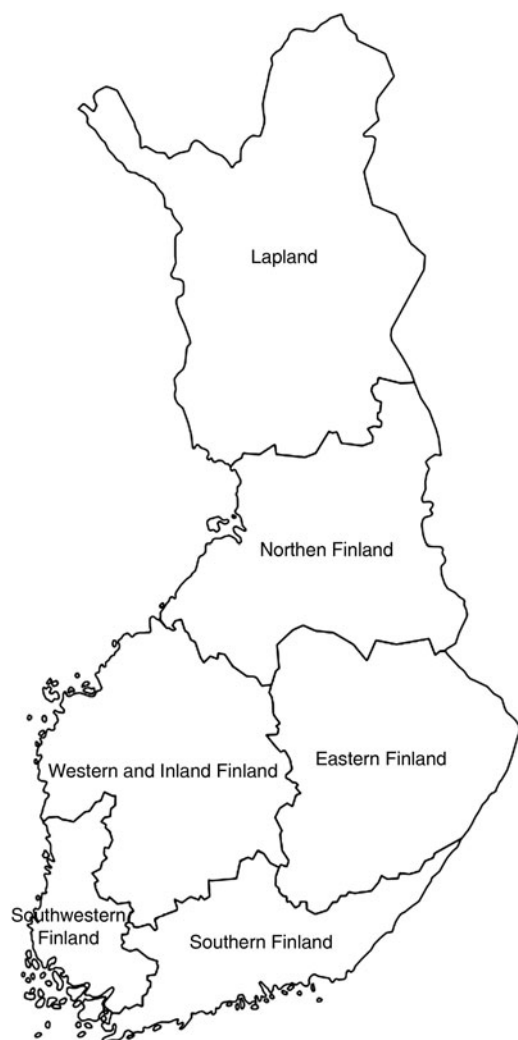 Lapland
Northen Finland
Eastern Finland
Western and Inland Finland
Southwestern
Finland
Southern Finland